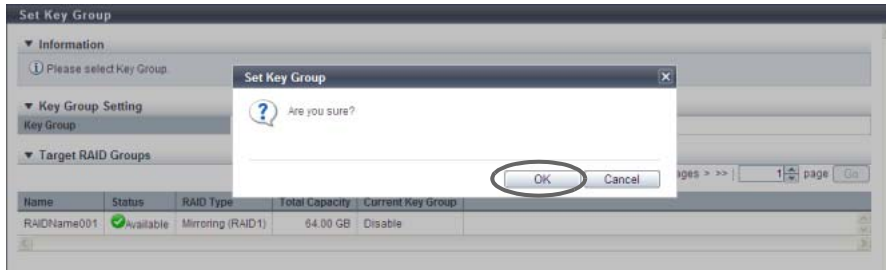 Set Key Group
Information
Please select Key Group.
Set Key Group
Are you sure?
Key Group Setting
Key Group
Target RAID Groups
OK Cancel
ages > >> | 1 page Go
Name Status RAID Type Total Capacity Current Key Group
RAIDName001 Available Mirroring (RAID1) 64.00 GB Disable